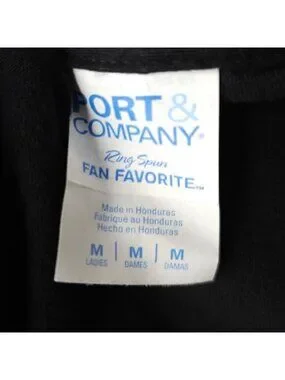 PORT &
COMPANY®
Ring Spun
FAN FAVORITE™
Made in Honduras
Fabriqué au Honduras
Hecho en Honduras
M | M | M
LADIES | DAMES | DAMAS